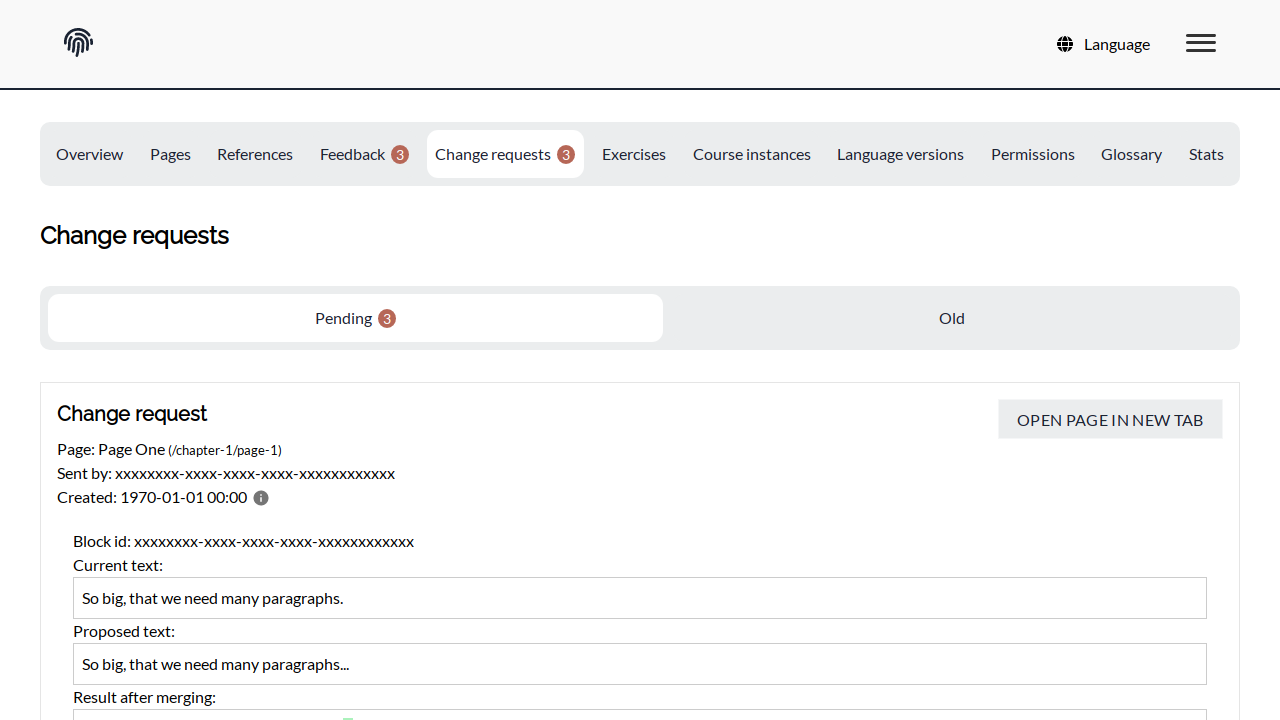 Language
Overview Pages References Feedback 3 Change requests 3 Exercises Course instances Language versions Permissions Glossary Stats
Change requests
Pending 3 Old
Change request
OPEN PAGE IN NEW TAB
Page: Page One (/chapter-1/page-1)
Sent by: xxxxxxxx-xxxx-xxxx-xxxx-xxxxxxxxxxxx
Created: 1970-01-01 00:00
Block id: xxxxxxxx-xxxx-xxxx-xxxx-xxxxxxxxxxxx
Current text:
So big, that we need many paragraphs.
Proposed text:
So big, that we need many paragraphs...
Result after merging: